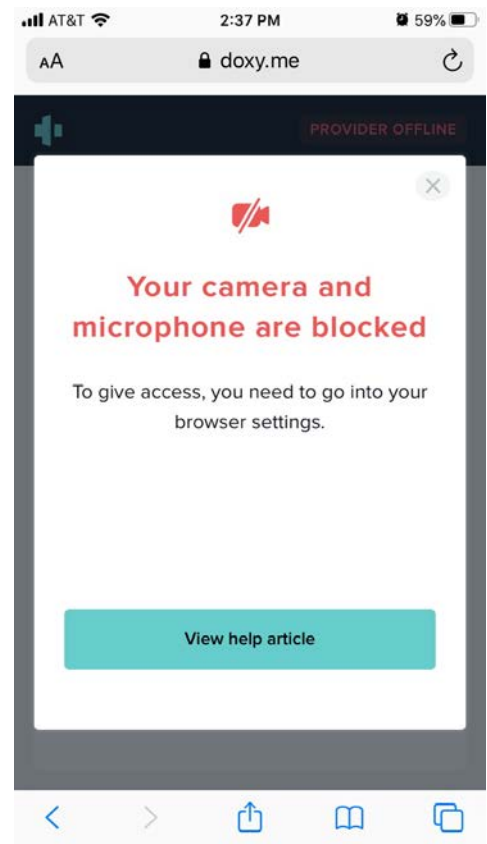 AT&T 2:37 PM 59%
AA doxy.me
PROVIDER OFFLINE
Your camera and
microphone are blocked
To give access, you need to go into your
browser settings.
View help article